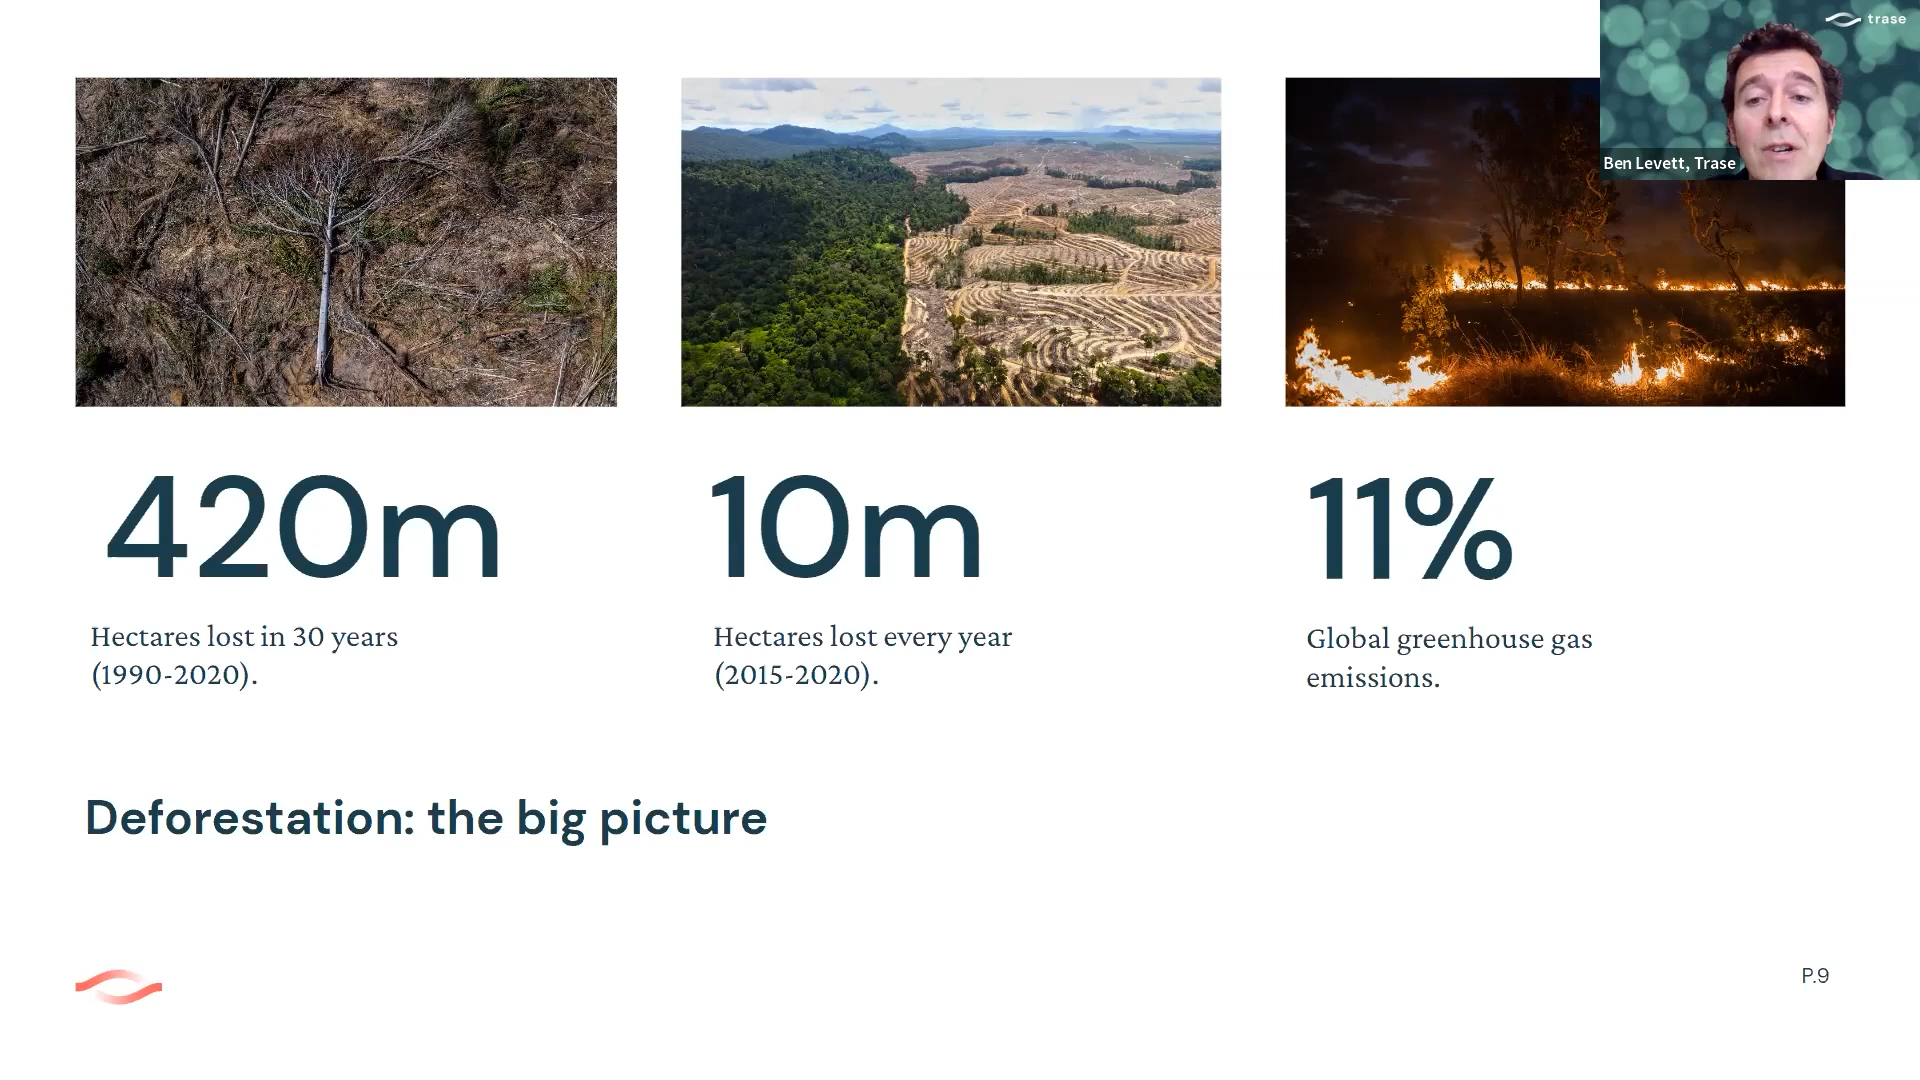 trase
Ben Levett, Trase
420m
Hectares lost in 30 years
(1990-2020).
10m
Hectares lost every year
(2015-2020).
11%
Global greenhouse gas
emissions.
Deforestation: the big picture
P.9